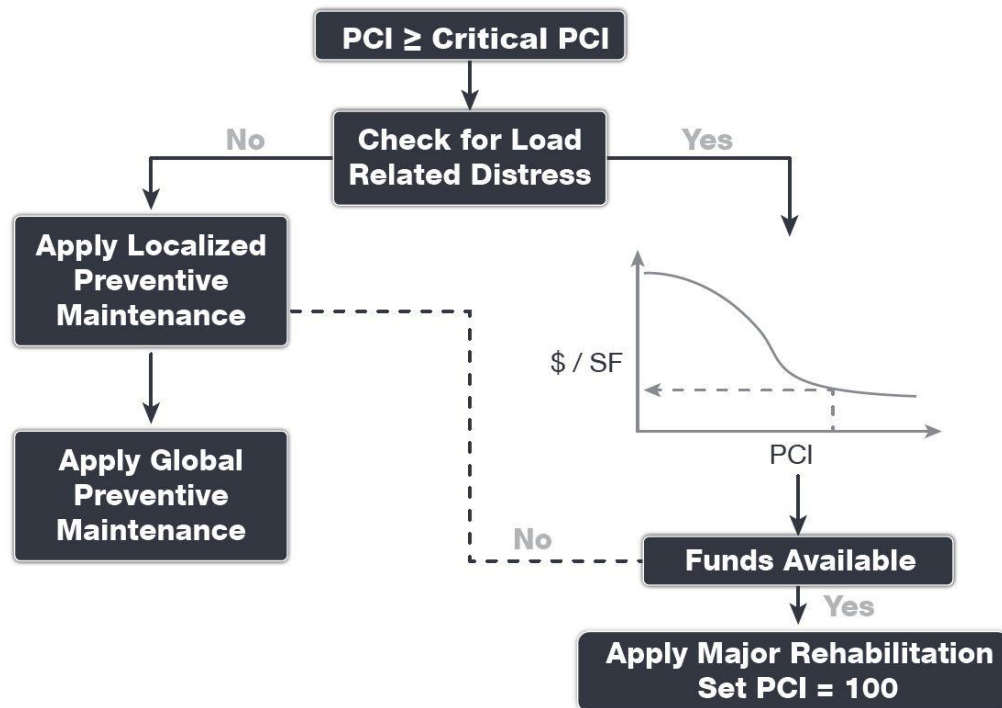 PCI ≥ Critical PCI
Check for Load
Related Distress
No
Yes
Apply Localized
Preventive
Maintenance
$ / SF
PCI
Apply Global
Preventive
Maintenance
No
Funds Available
Yes
Apply Major Rehabilitation
Set PCI = 100